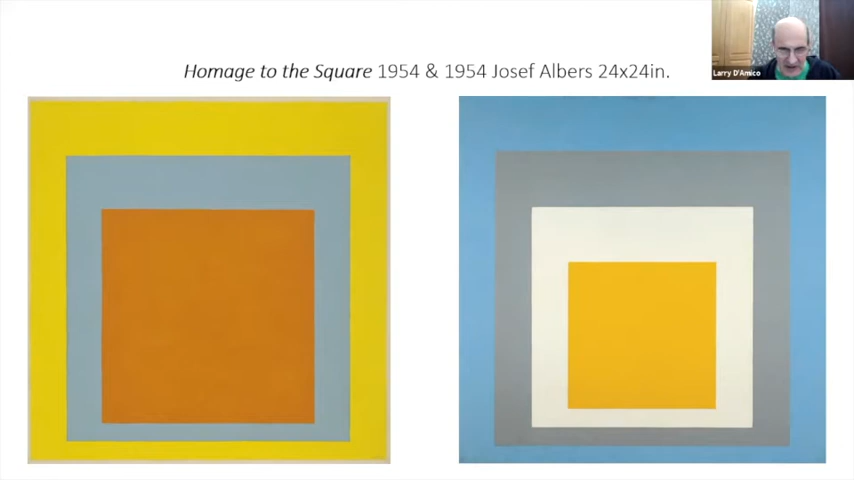 Homage to the Square 1954 & 1954 Josef Albers 24x24in.
Larry D'Amico